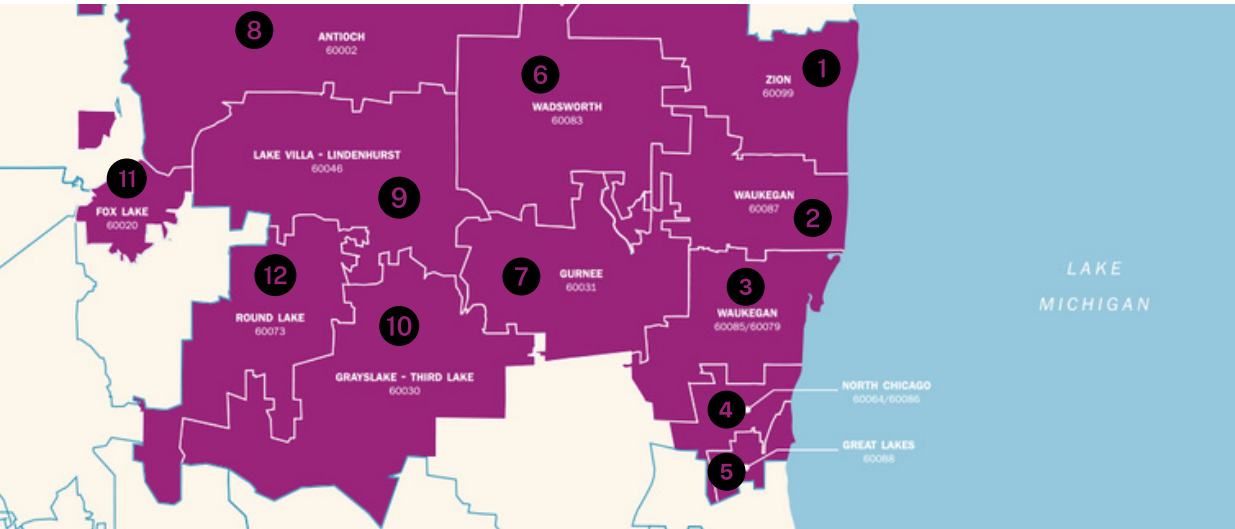 8
ANTIOCH
60002
6
WADSWORTH
60083
1
ZION
60099
LAKE VILLA - LINDENHURST
60046
9
11
FOX LAKE
60020
WAUKEGAN
60087
2
12
ROUND LAKE
60073
7
GURNEE
60031
3
WAUKEGAN
60085/60079
10
GRAYSLAKE - THIRD LAKE
60030
4
NORTH CHICAGO
60064/60086
5
GREAT LAKES
60088
LAKE
MICHIGAN